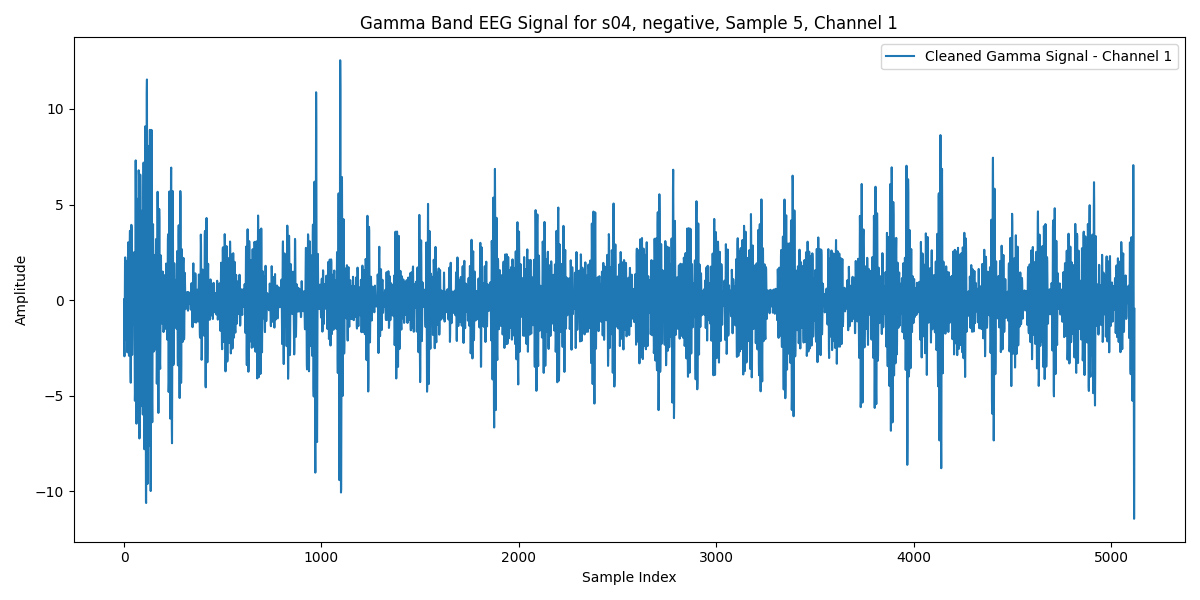 Gamma Band EEG Signal for s04, negative, Sample 5, Channel 1
Cleaned Gamma Signal - Channel 1
Amplitude
10
5
0
−5
−10
0 1000 2000 3000 4000 5000
Sample Index